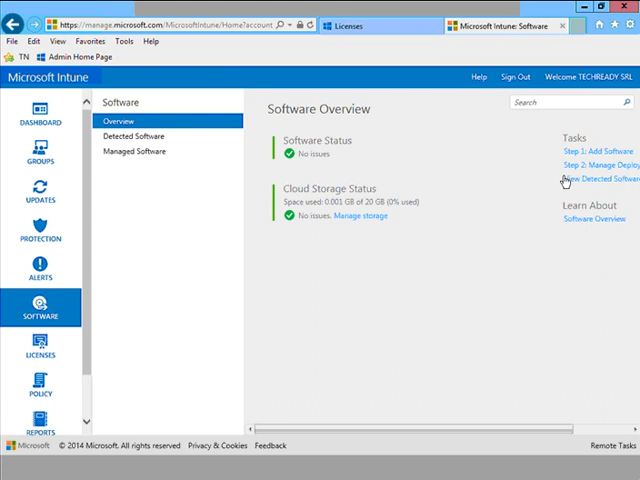 https://manage.microsoft.com/MicrosoftIntune/Home?account
Licenses
Microsoft Intune: Software
File Edit View Favorites Tools Help
TN Admin Home Page
Microsoft Intune
Help Sign Out Welcome TECHREADY SRL
DASHBOARD
GROUPS
UPDATES
PROTECTION
ALERTS
SOFTWARE
LICENSES
POLICY
REPORTS
Software
Overview
Detected Software
Managed Software
Software Overview
Search
Software Status
No issues
Cloud Storage Status
Space used: 0.001 GB of 20 GB (0% used)
No issues. Manage storage
Tasks
Step 1: Add Software
Step 2: Manage Deploy
View Detected Software
Learn About
Software Overview
Microsoft © 2014 Microsoft. All rights reserved Privacy & Cookies Feedback Remote Tasks